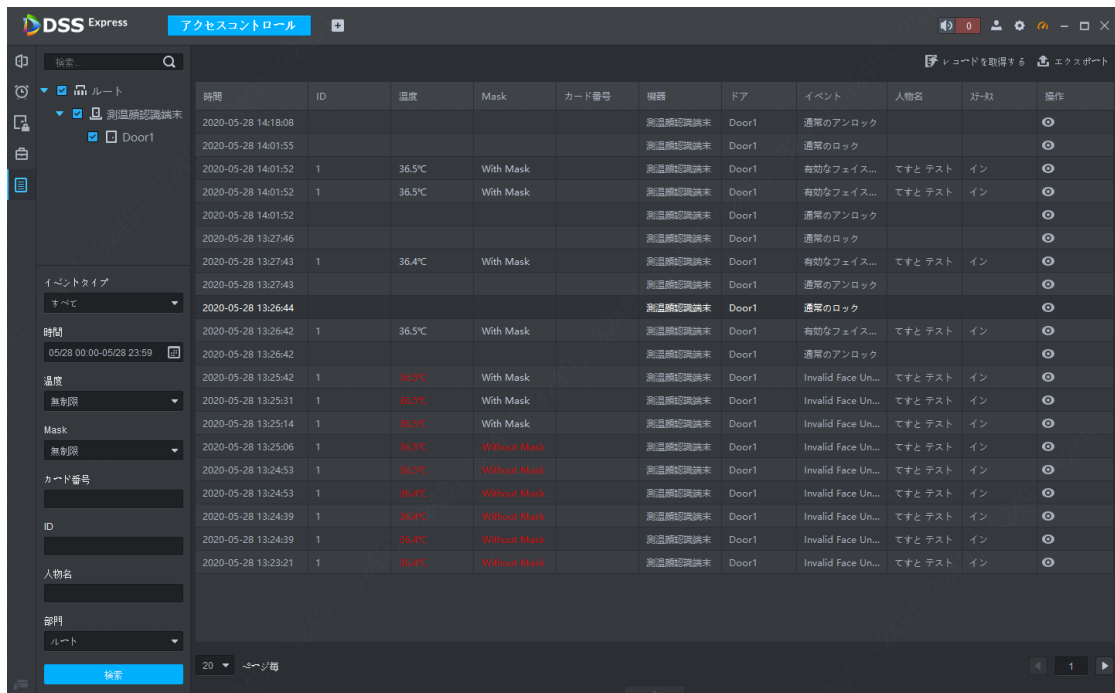 DSS Express アクセスコントロール 0
検索...
レコードを取得する エクスポート
ルート
測温顔認識端末
Door1
イベントタイプ
すべて
時間
05/28 00:00-05/28 23:59
温度
無制限
Mask
無制限
カード番号
ID
人物名
部門
ルート
検索
時間 ID 温度 Mask カード番号 機器 ドア イベント 人物名 ステータス 操作
2020-05-28 14:18:08 測温顔認識端末 Door1 通常のアンロック
2020-05-28 14:01:55 測温顔認識端末 Door1 通常のロック
2020-05-28 14:01:52 1 36.5℃ With Mask 測温顔認識端末 Door1 有効なフェイス... てすと テスト イン
2020-05-28 14:01:52 1 36.5℃ With Mask 測温顔認識端末 Door1 有効なフェイス... てすと テスト イン
2020-05-28 14:01:52 測温顔認識端末 Door1 通常のアンロック
2020-05-28 13:27:46 測温顔認識端末 Door1 通常のロック
2020-05-28 13:27:43 1 36.4℃ With Mask 測温顔認識端末 Door1 有効なフェイス... てすと テスト イン
2020-05-28 13:27:43 測温顔認識端末 Door1 通常のアンロック
2020-05-28 13:26:44 測温顔認識端末 Door1 通常のロック
2020-05-28 13:26:42 1 36.5℃ With Mask 測温顔認識端末 Door1 有効なフェイス... てすと テスト イン
2020-05-28 13:26:42 測温顔認識端末 Door1 通常のアンロック
2020-05-28 13:25:42 1 With Mask 測温顔認識端末 Door1 Invalid Face Un... てすと テスト イン
2020-05-28 13:25:31 1 With Mask 測温顔認識端末 Door1 Invalid Face Un... てすと テスト イン
2020-05-28 13:25:14 1 With Mask 測温顔認識端末 Door1 Invalid Face Un... てすと テスト イン
2020-05-28 13:25:06 1 Without Mask 測温顔認識端末 Door1 Invalid Face Un... てすと テスト イン
2020-05-28 13:24:53 1 Without Mask 測温顔認識端末 Door1 Invalid Face Un... てすと テスト イン
2020-05-28 13:24:53 1 36.4℃ Without Mask 測温顔認識端末 Door1 Invalid Face Un... てすと テスト イン
2020-05-28 13:24:39 1 36.4℃ Without Mask 測温顔認識端末 Door1 Invalid Face Un... てすと テスト イン
2020-05-28 13:24:39 1 36.4℃ Without Mask 測温顔認識端末 Door1 Invalid Face Un... てすと テスト イン
2020-05-28 13:23:21 1 36.4℃ Without Mask 測温顔認識端末 Door1 Invalid Face Un... てすと テスト イン
20 ページ毎 1